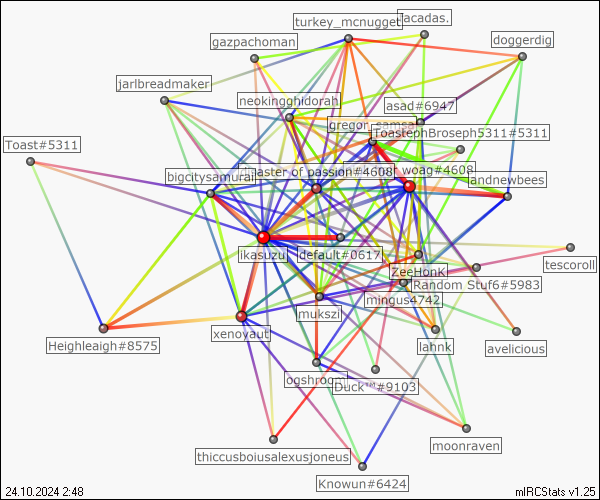 turkey_mcnugget
acadas.
gazpachoman
doggerdig
jarlbreadmaker
neokingghidorah
asad#6947
gregor_samsa
ToastephBroseph5311#5311
Toast#5311
bigcitysamurai
aster of passion#4608
woag#4608
andnewbees
ikasuzu
default#0617
ZeeHonk
tescoroll
Random Stuf6#5983
mingus4742
mukszi
xenoyaut
Heighleaigh#8575
lahnk
avelicious
ogshroom
Duck™#9103
moonraven
thiccusboiusalexusjoneus
Knowun#6424
24.10.2024 2:48
mIRCStats v1.25